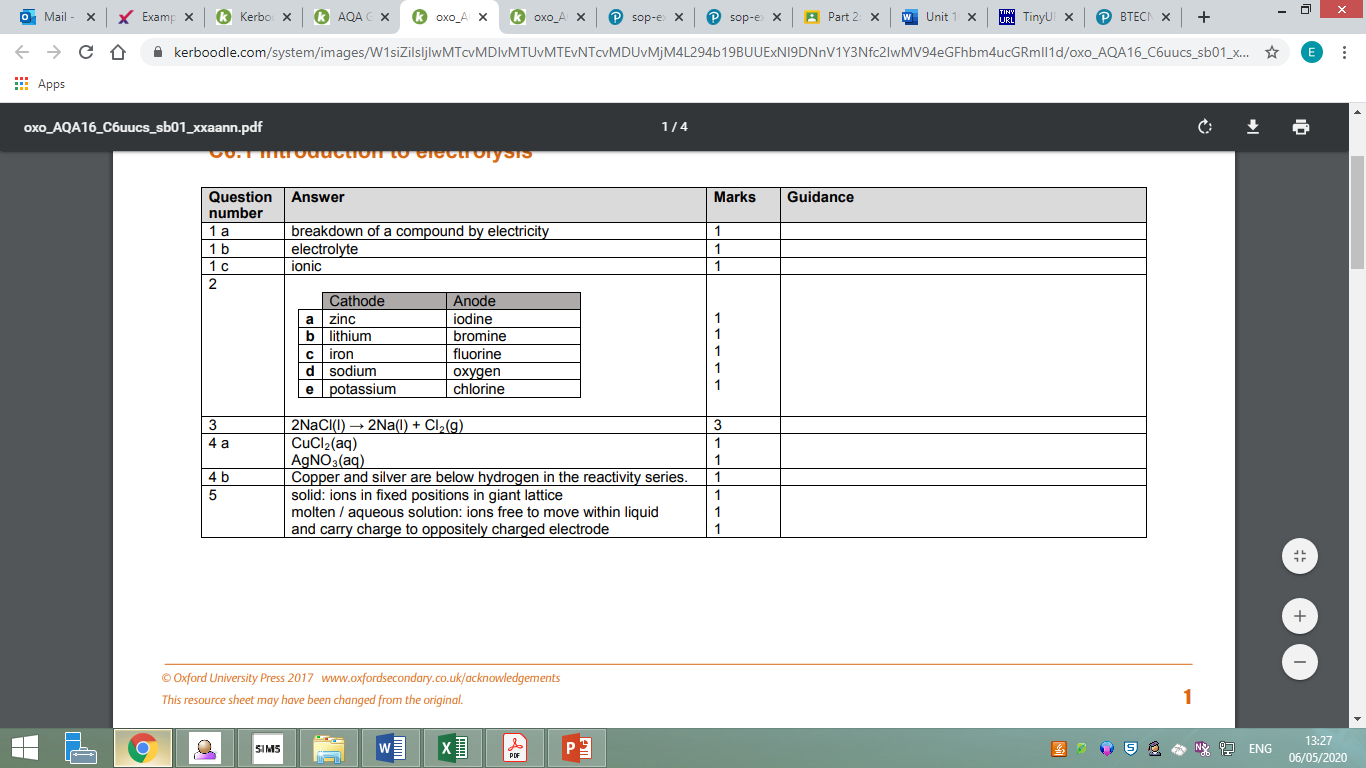 Mail -
Examp
Kerbo
AQA G
oxo_A
oxo_A
sop-e
sop-e
Part 2:
Unit 1
TinyU
BTECN
kerboodle.com/system/images/
Apps
oxo_AQA16_C6uucs_sb01_xxaann.pdf 1 / 4
C6.1 Introduction to electrolysis
Question number Answer Marks Guidance
1 a breakdown of a compound by electricity 1
1 b electrolyte 1
1 c ionic 1
2
Cathode Anode
a zinc iodine 1
b lithium bromine 1
c iron fluorine 1
d sodium oxygen 1
e potassium chlorine 1
3 2NaCl(l) → 2Na(l) + Cl₂(g) 3
4 a CuCl₂(aq) 1
AgNO₃(aq) 1
4 b Copper and silver are below hydrogen in the reactivity series. 1
5 solid: ions in fixed positions in giant lattice 1
molten / aqueous solution: ions free to move within liquid 1
and carry charge to oppositely charged electrode 1
© Oxford University Press 2017 www.oxfordsecondary.co.uk/acknowledgements
This resource sheet may have been changed from the original.
1
SIMS
ENG
13:27
06/05/2020